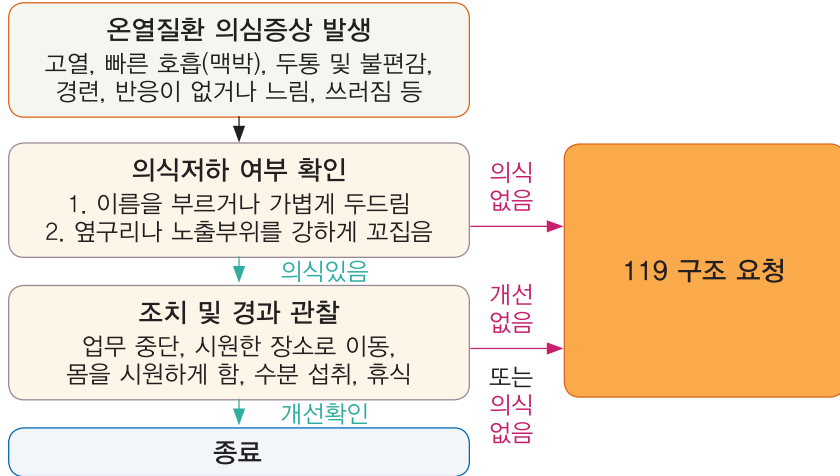 온열질환 의심증상 발생
고열, 빠른 호흡(맥박), 두통 및 불편감,
경련, 반응이 없거나 느림, 쓰러짐 등
의식저하 여부 확인
1. 이름을 부르거나 가볍게 두드림
2. 옆구리나 노출부위를 강하게 꼬집음
의식
없음
119 구조 요청
의식있음
조치 및 경과 관찰
업무 중단, 시원한 장소로 이동,
몸을 시원하게 함, 수분 섭취, 휴식
개선
없음
또는
의식
없음
개선확인
종료